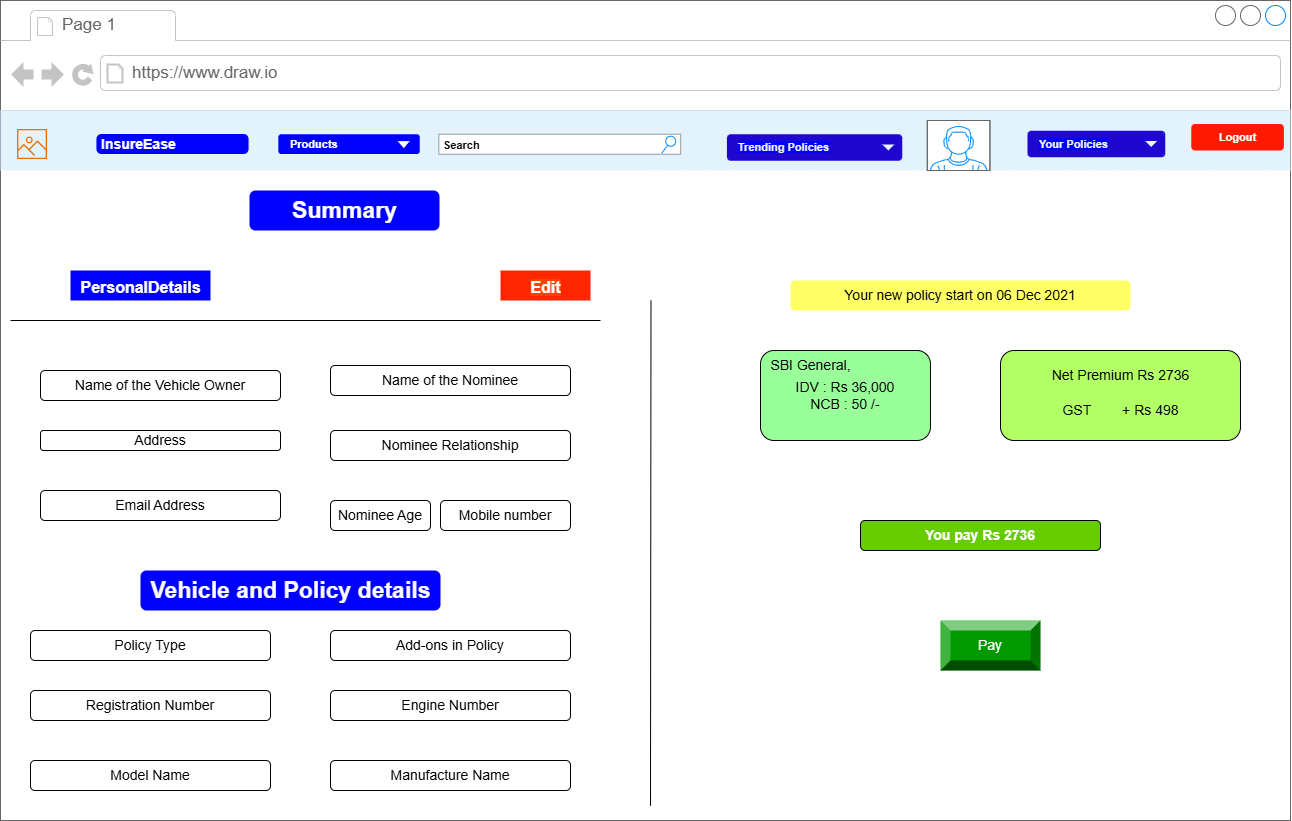 Page 1
https://www.draw.io
InsureEase
Products
Search
Trending Policies
Your Policies
Logout
Summary
PersonalDetails
Edit
Name of the Vehicle Owner
Name of the Nominee
Address
Nominee Relationship
Email Address
Nominee Age
Mobile number
Vehicle and Policy details
Policy Type
Add-ons in Policy
Registration Number
Engine Number
Model Name
Manufacture Name
Your new policy start on 06 Dec 2021
SBI General,
IDV : Rs 36,000
NCB : 50 /-
Net Premium Rs 2736
GST + Rs 498
You pay Rs 2736
Pay